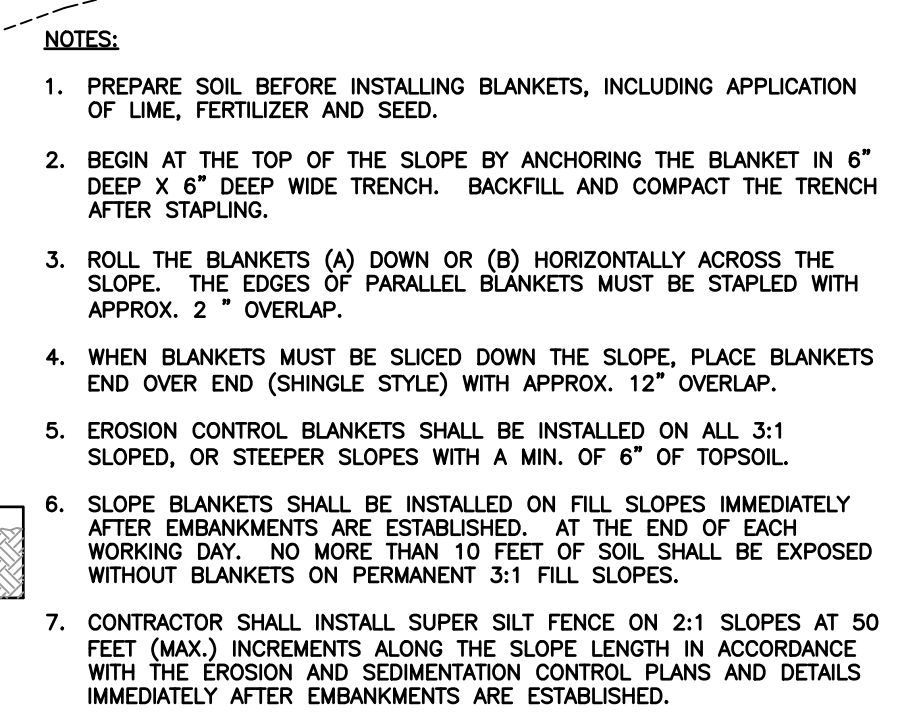 NOTES:
1. PREPARE SOIL BEFORE INSTALLING BLANKETS, INCLUDING APPLICATION
OF LIME, FERTILIZER AND SEED.
2. BEGIN AT THE TOP OF THE SLOPE BY ANCHORING THE BLANKET IN 6"
DEEP X 6" DEEP WIDE TRENCH. BACKFILL AND COMPACT THE TRENCH
AFTER STAPLING.
3. ROLL THE BLANKETS (A) DOWN OR (B) HORIZONTALLY ACROSS THE
SLOPE. THE EDGES OF PARALLEL BLANKETS MUST BE STAPLED WITH
APPROX. 2 " OVERLAP.
4. WHEN BLANKETS MUST BE SLICED DOWN THE SLOPE, PLACE BLANKETS
END OVER END (SHINGLE STYLE) WITH APPROX. 12" OVERLAP.
5. EROSION CONTROL BLANKETS SHALL BE INSTALLED ON ALL 3:1
SLOPED, OR STEEPER SLOPES WITH A MIN. OF 6" OF TOPSOIL.
6. SLOPE BLANKETS SHALL BE INSTALLED ON FILL SLOPES IMMEDIATELY
AFTER EMBANKMENTS ARE ESTABLISHED. AT THE END OF EACH
WORKING DAY. NO MORE THAN 10 FEET OF SOIL SHALL BE EXPOSED
WITHOUT BLANKETS ON PERMANENT 3:1 FILL SLOPES.
7. CONTRACTOR SHALL INSTALL SUPER SILT FENCE ON 2:1 SLOPES AT 50
FEET (MAX.) INCREMENTS ALONG THE SLOPE LENGTH IN ACCORDANCE
WITH THE EROSION AND SEDIMENTATION CONTROL PLANS AND DETAILS
IMMEDIATELY AFTER EMBANKMENTS ARE ESTABLISHED.